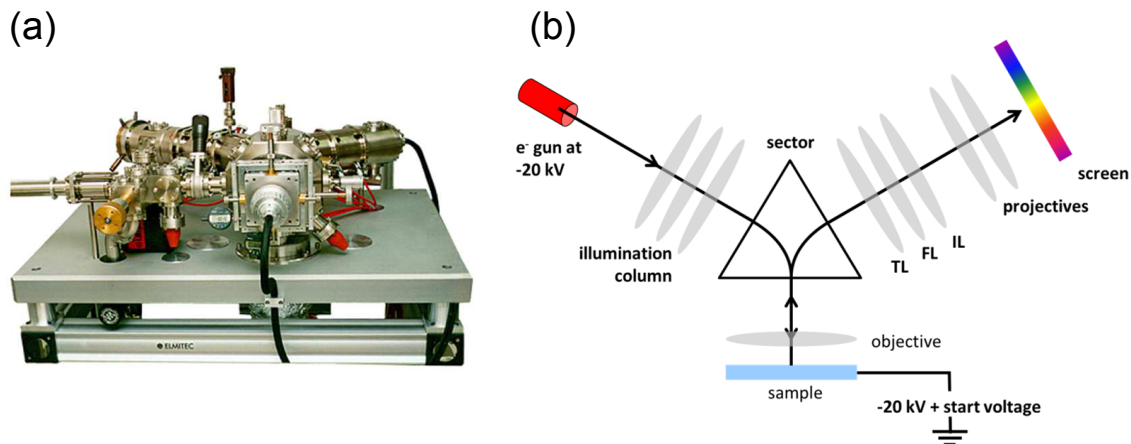 (a)
(b)
e- gun at
-20 kV
sector
screen
projectives
IL
FL
TL
illumination
column
objective
sample
-20 kV + start voltage
ELMITEC